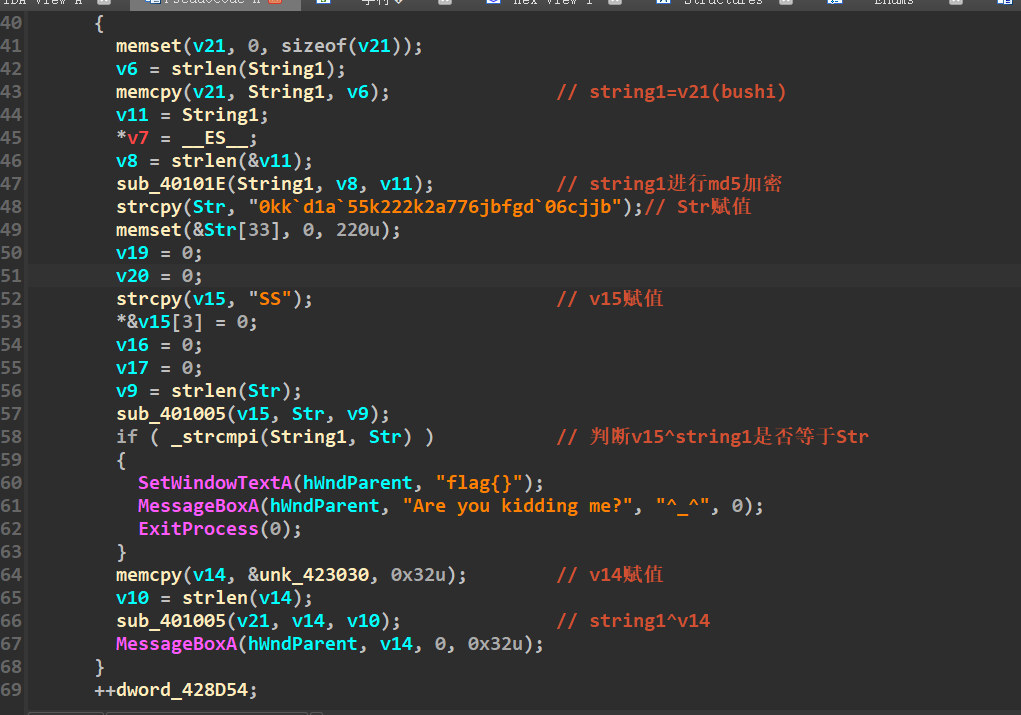 Hex View 1 Structures Enums
40 {
41 memset(v21, 0, sizeof(v21));
42 v6 = strlen(String1);
43 memcpy(v21, String1, v6); // string1=v21(bushi)
44 v11 = String1;
45 *v7 = __ES__;
46 v8 = strlen(&v11);
47 sub_40101E(String1, v8, v11); // string1进行md5加密
48 strcpy(Str, "0kk`d1a`55k222k2a776jbfgd`06cjjb");// Str赋值
49 memset(&Str[33], 0, 220u);
50 v19 = 0;
51 v20 = 0;
52 strcpy(v15, "SS"); // v15赋值
53 *&v15[3] = 0;
54 v16 = 0;
55 v17 = 0;
56 v9 = strlen(Str);
57 sub_401005(v15, Str, v9);
58 if ( _strcmpi(String1, Str) ) // 判断v15^string1是否等于Str
59 {
60 SetWindowTextA(hWndParent, "flag{}");
61 MessageBoxA(hWndParent, "Are you kidding me?", "^_^", 0);
62 ExitProcess(0);
63 }
64 memcpy(v14, &unk_423030, 0x32u); // v14赋值
65 v10 = strlen(v14);
66 sub_401005(v21, v14, v10); // string1^v14
67 MessageBoxA(hWndParent, v14, 0, 0x32u);
68 }
69 ++dword_428D54;